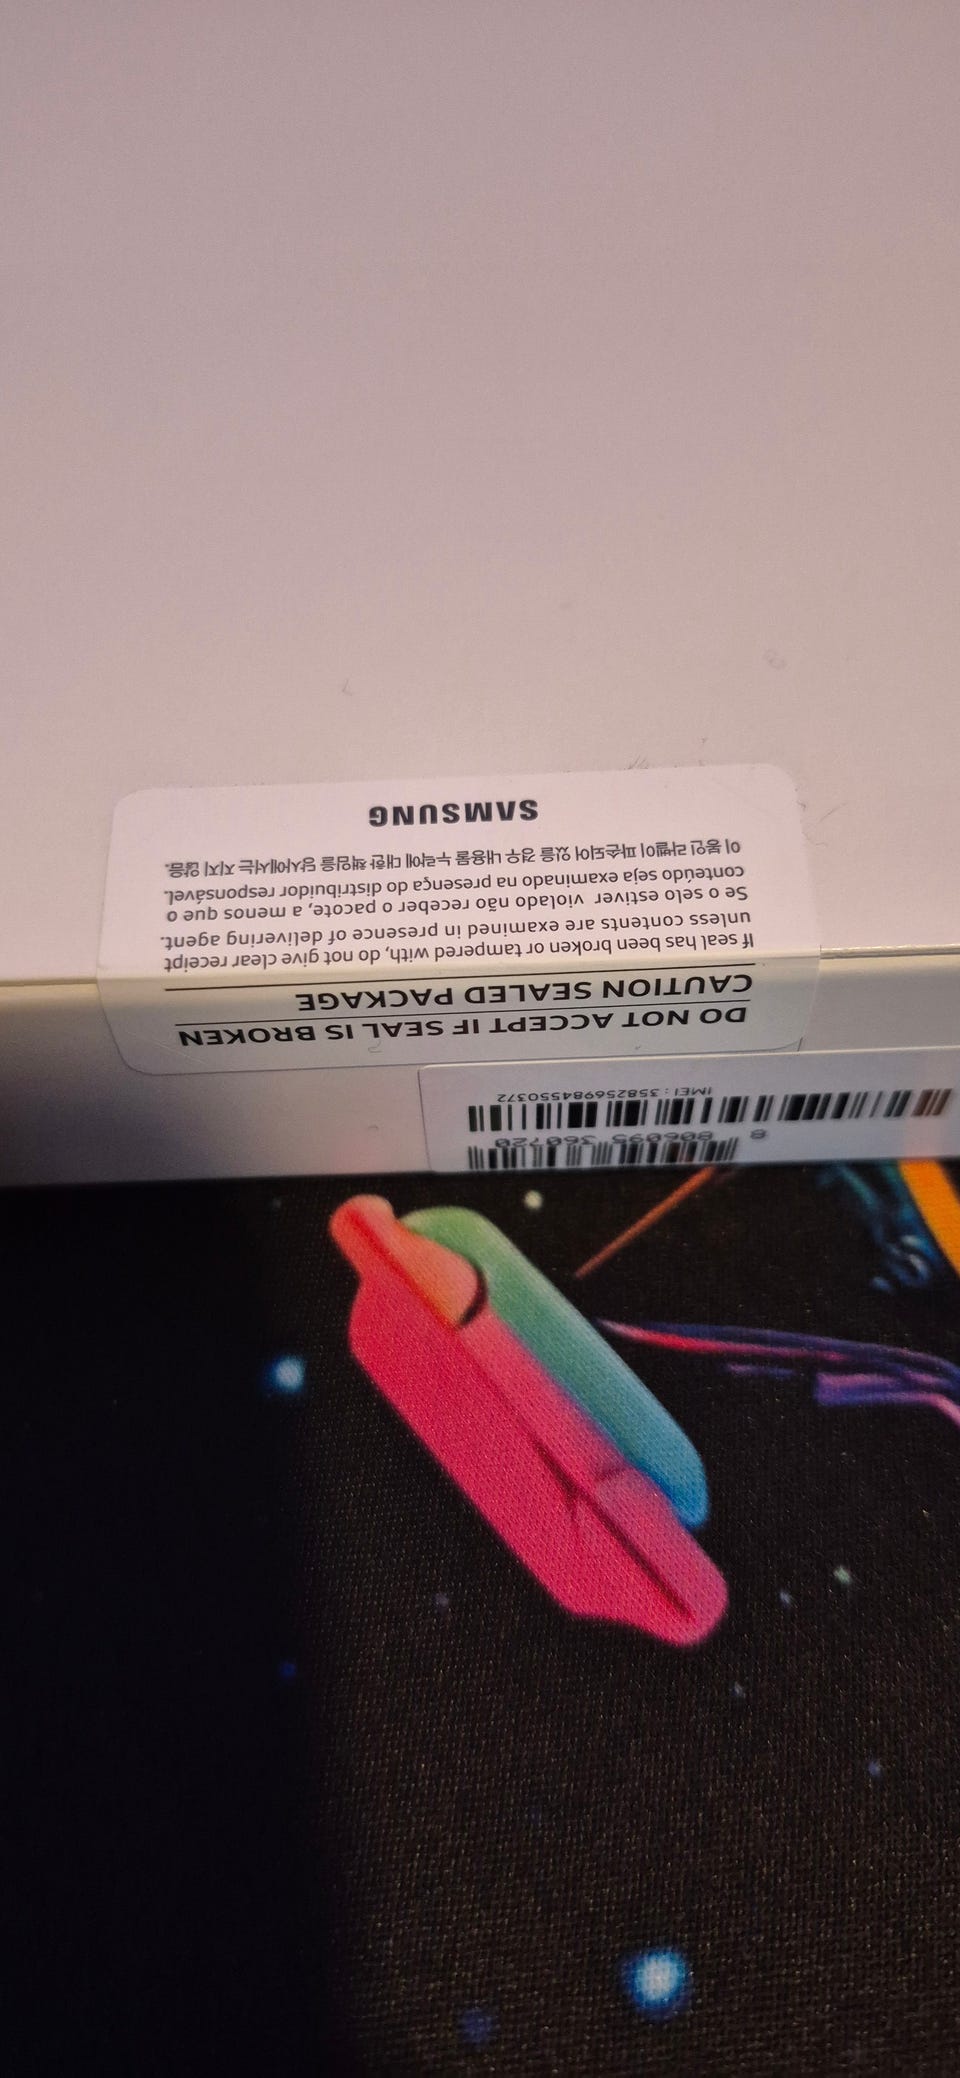 DO NOT ACCEPT IF SEAL IS BROKEN
CAUTION SEALED PACKAGE
If seal has been broken or tampered with, do not give clear receipt
unless contents are examined in presence of delivering agent.
Se o selo estiver violado não receber o pacote, a menos que o
conteúdo seja examinado na presença do distribuidor responsável.
이 봉인 라벨이 파손되어 있을 경우 내용물 누락에 대한 책임을 당사에서는 지지 않음.
SAMSUNG
8 806095 360720
IMEI : 358256984550372